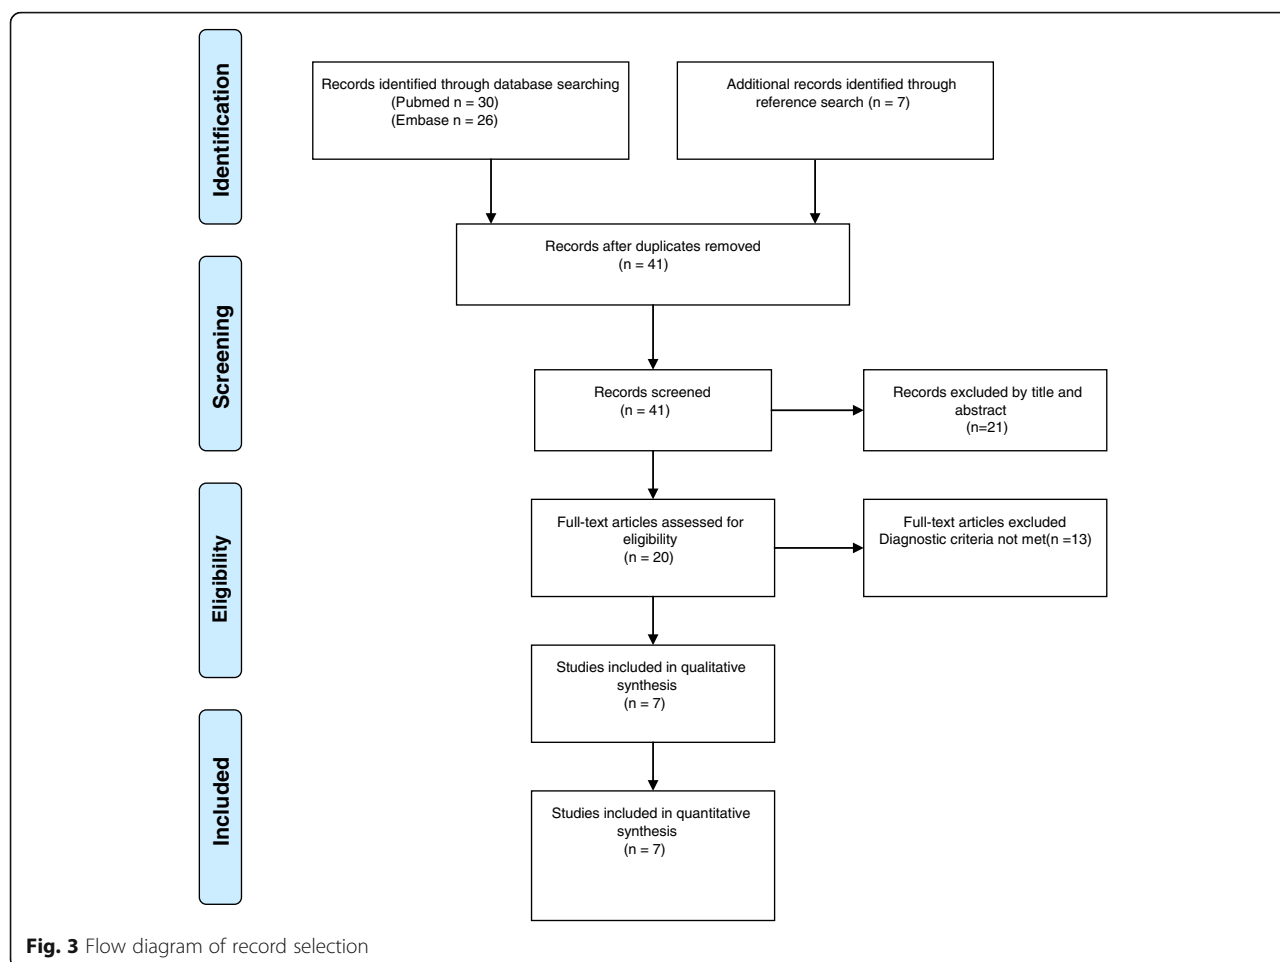 Identification
Records identified through database searching
(Pubmed n = 30)
(Embase n = 26)
Additional records identified through
reference search (n = 7)
Records after duplicates removed
(n = 41)
Screening
Records screened
(n = 41)
Records excluded by title and
abstract
(n=21)
Eligibility
Full-text articles assessed for
eligibility
(n = 20)
Full-text articles excluded
Diagnostic criteria not met(n =13)
Studies included in qualitative
synthesis
(n = 7)
Included
Studies included in quantitative
synthesis
(n = 7)
Fig. 3 Flow diagram of record selection